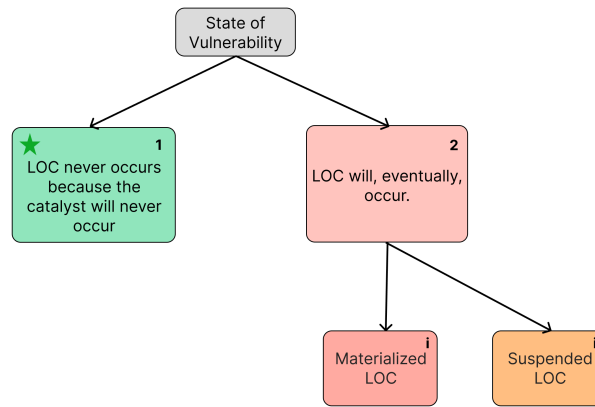 State of
Vulnerability
1
LOC never occurs
because the
catalyst will never
occur
2
LOC will, eventually,
occur.
i
Materialized
LOC
Suspended
LOC